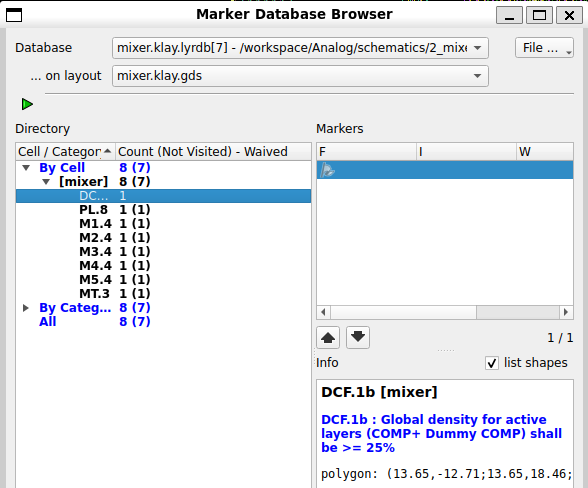 Marker Database Browser
Database mixer.klay.lyrdb[7] - /workspace/Analog/schematics/2_mixe File ...
... on layout mixer.klay.gds
Directory
Cell / Categor Count (Not Visited) - Waived
By Cell 8 (7)
[mixer] 8 (7)
DC... 1
PL.8 1 (1)
M1.4 1 (1)
M2.4 1 (1)
M3.4 1 (1)
M4.4 1 (1)
M5.4 1 (1)
MT.3 1 (1)
By Categ... 8 (7)
All 8 (7)
Markers
F I W
1 / 1
Info list shapes
DCF.1b [mixer]
DCF.1b : Global density for active
layers (COMP+ Dummy COMP) shall
be >= 25%
polygon: (13.65,-12.71;13.65,18.46;